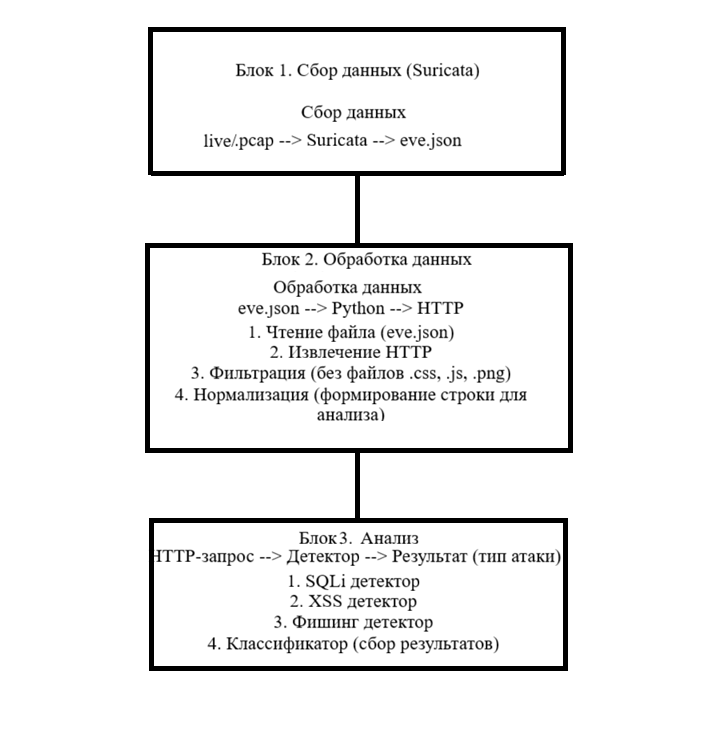 Блок 1. Сбор данных (Suricata)
Сбор данных
live/.pcap --> Suricata --> eve.json
Блок 2. Обработка данных
Обработка данных
eve.json --> Python --> HTTP
1. Чтение файла (eve.json)
2. Извлечение HTTP
3. Фильтрация (без файлов .css, .js, .png)
4. Нормализация (формирование строки для
анализа)
Блок 3. Анализ
HTTP-запрос --> Детектор --> Результат (тип атаки)
1. SQLi детектор
2. XSS детектор
3. Фишинг детектор
4. Классификатор (сбор результатов)